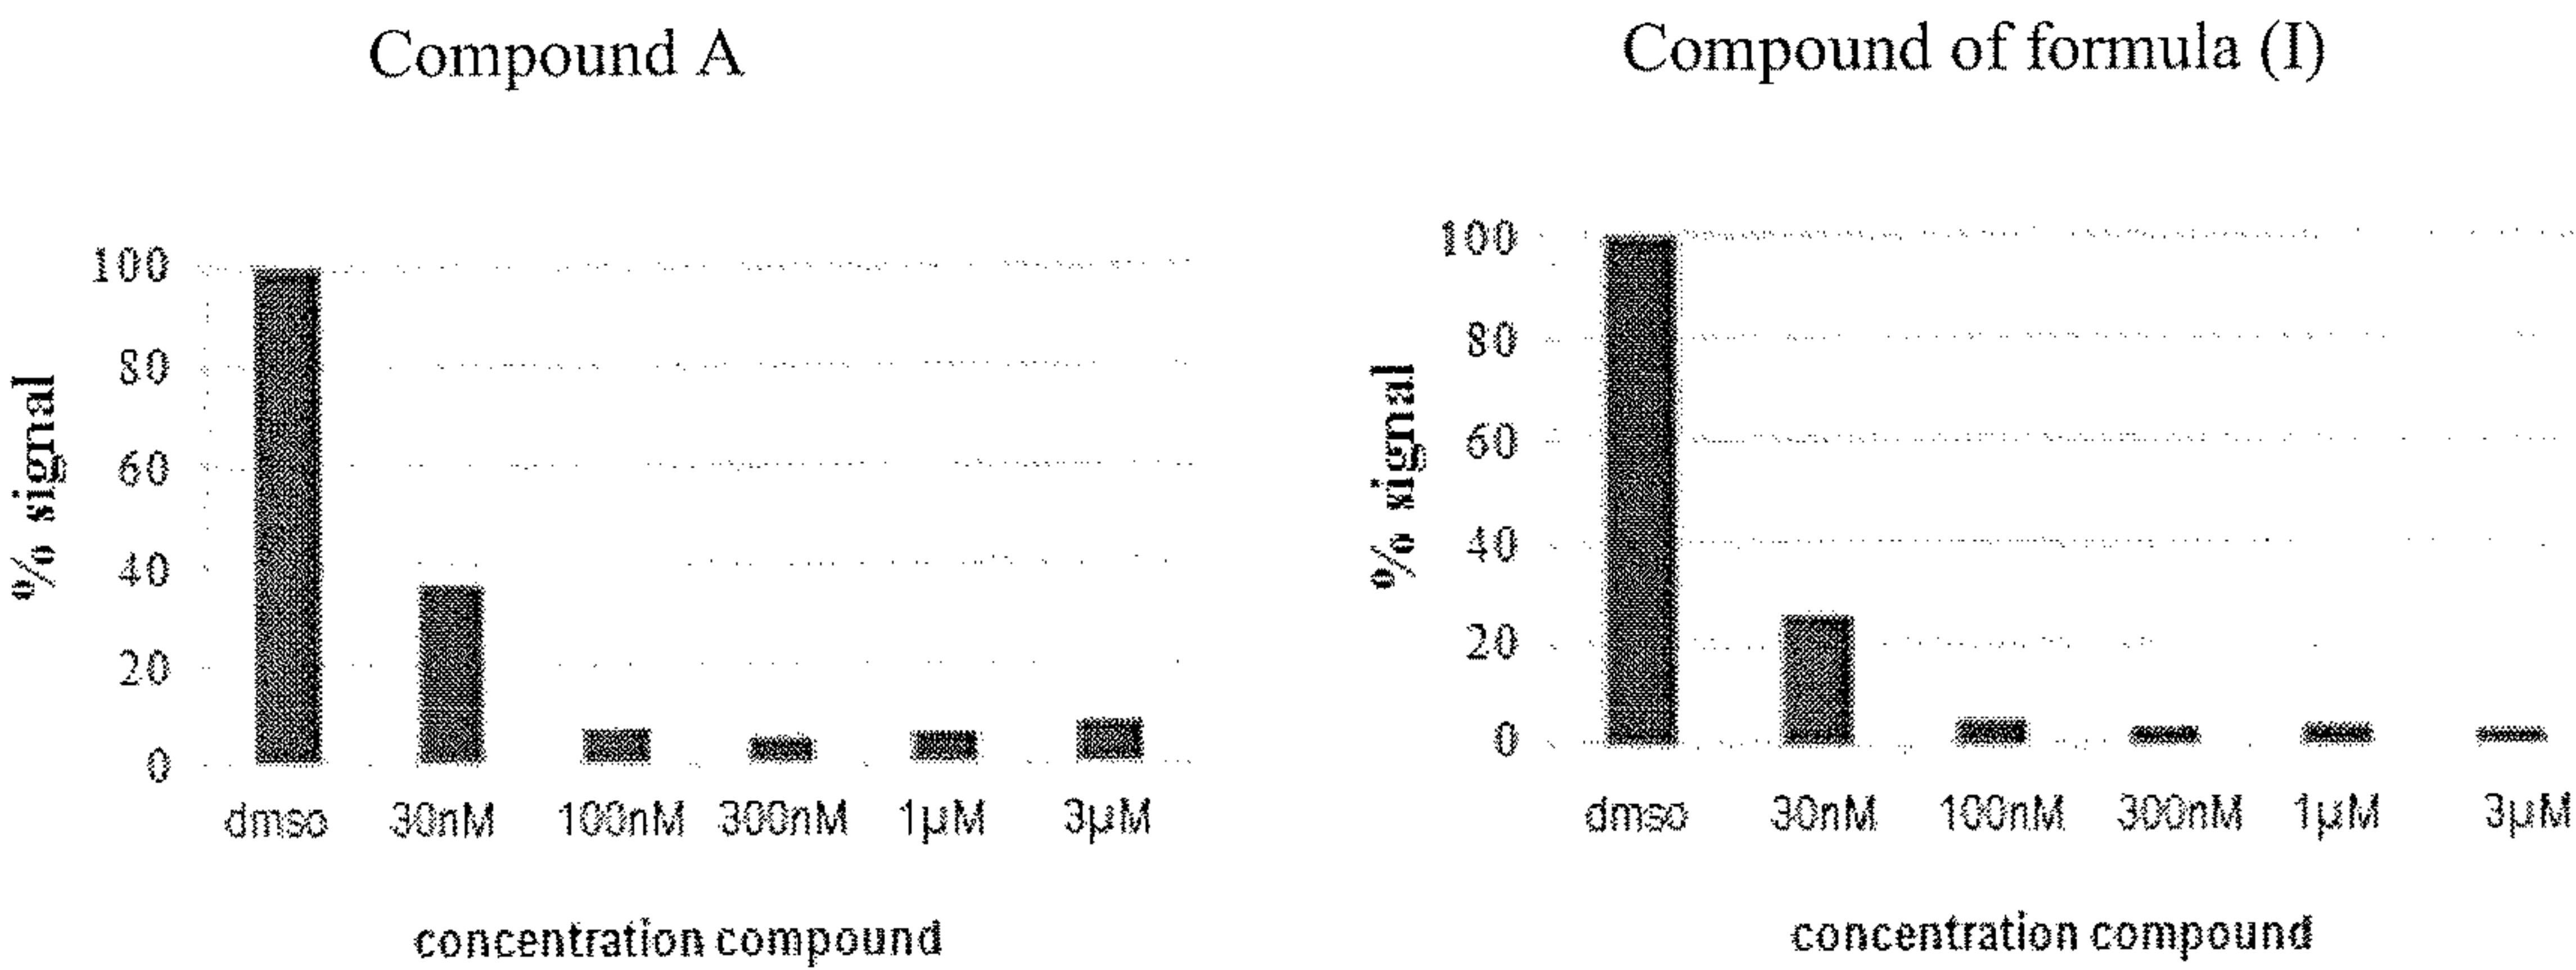 Compound A
% signal
100
80
60
40
20
0
dmso 30nM 100nM 300nM 1µM 3µM
concentration compound
Compound of formula (I)
% signal
100
80
60
40
20
0
dmso 30nM 100nM 300nM 1µM 3µM
concentration compound